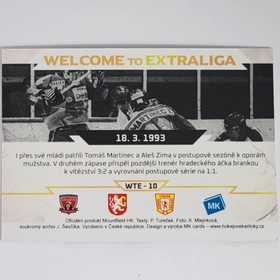 WELCOME TO EXTRALIGA
18. 3. 1993
I přes své mládí patřili Tomáš Martinec a Aleš Zima v postupové sezóně k oporám
mužstva. V druhém zápase přispěl pozdější trenér hradeckého áčka brankou
k vítězství 3:2 a vyrovnání postupové série na 1:1.
WTE - 10
MK
Oficiální produkt Mountfield HK. Texty: P. Tureček. Foto: A. Mlejnková,
soukromý archiv J. Ševčíka. Vyrobeno v České republice. Design a výroba MK cards – www.hokejovekarticky.cz